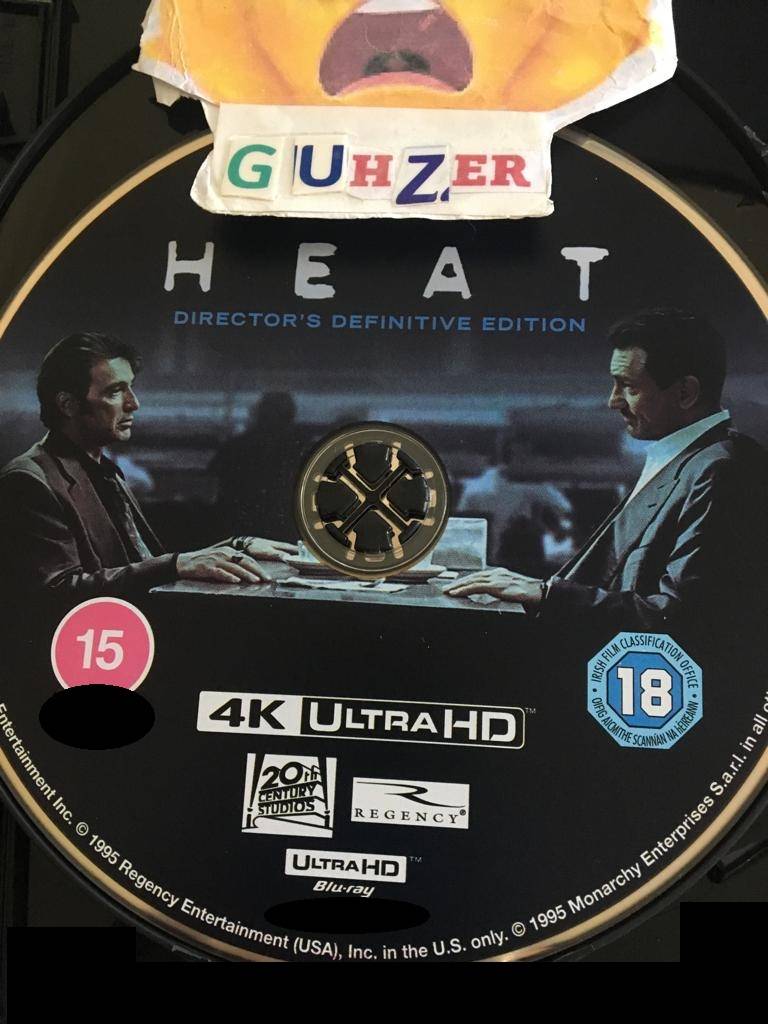 GUHZER
HEAT
DIRECTOR'S DEFINITIVE EDITION
15
IRISH FILM CLASSIFICATION OFFICE
18
OIFIG AICMITHE SCANNÁN NA HÉIREANN
4K ULTRA HD™
20TH
CENTURY
STUDIOS
REGENCY®
ULTRA HD™
Blu-ray
Entertainment Inc. © 1995 Regency Entertainment (USA), Inc. in the U.S. only. © 1995 Monarchy Enterprises S.a.r.l. in all